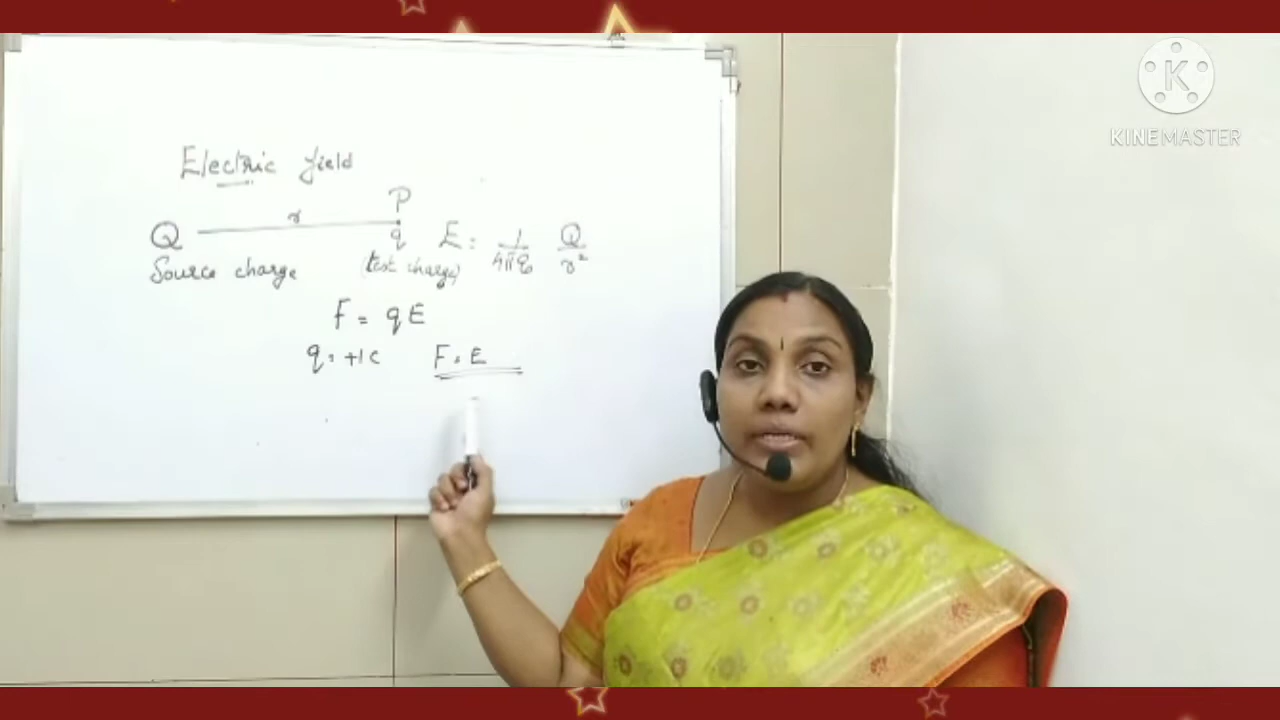 Electric field
Q r P
q E = 1/4πε₀ Q/r²
Source charge (test charge)
F = qE
q = +1C F = E
KINEMASTER